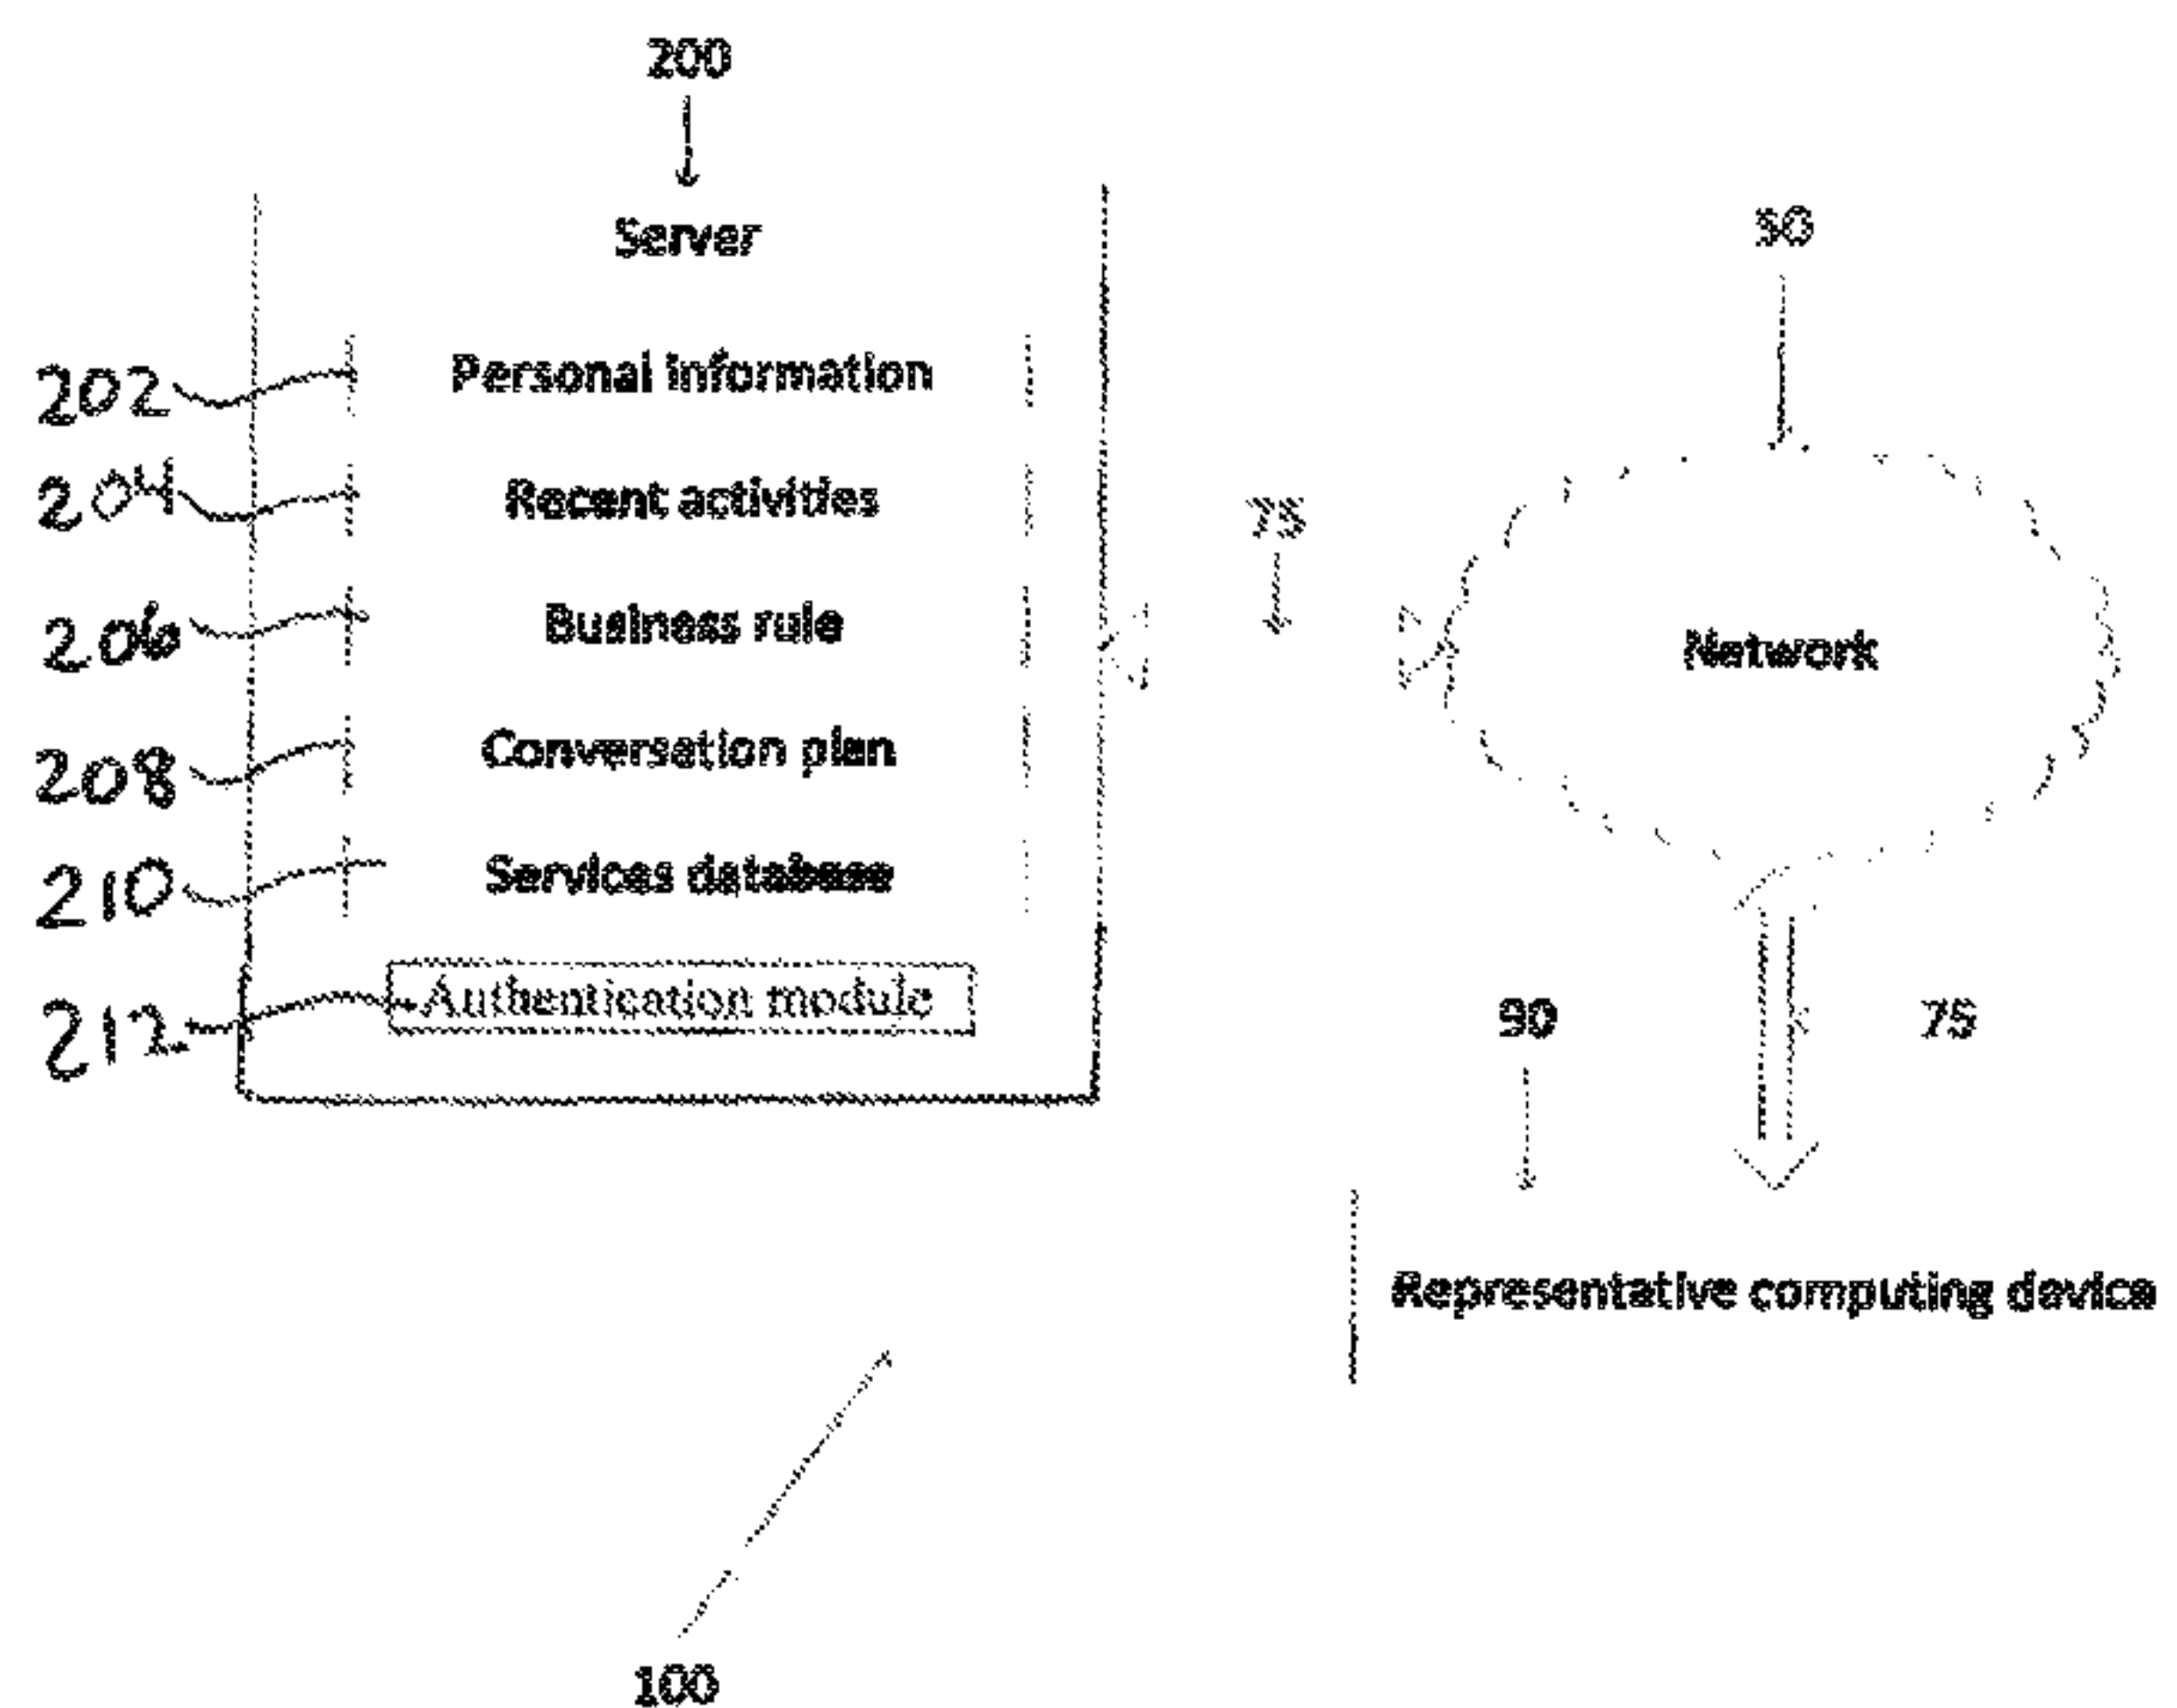 200
Server
202 Personal information
204 Recent activities
206 Business rule
208 Conversation plan
210 Services database
212 Authentication module
75
50
Network
90
75
Representative computing device
100